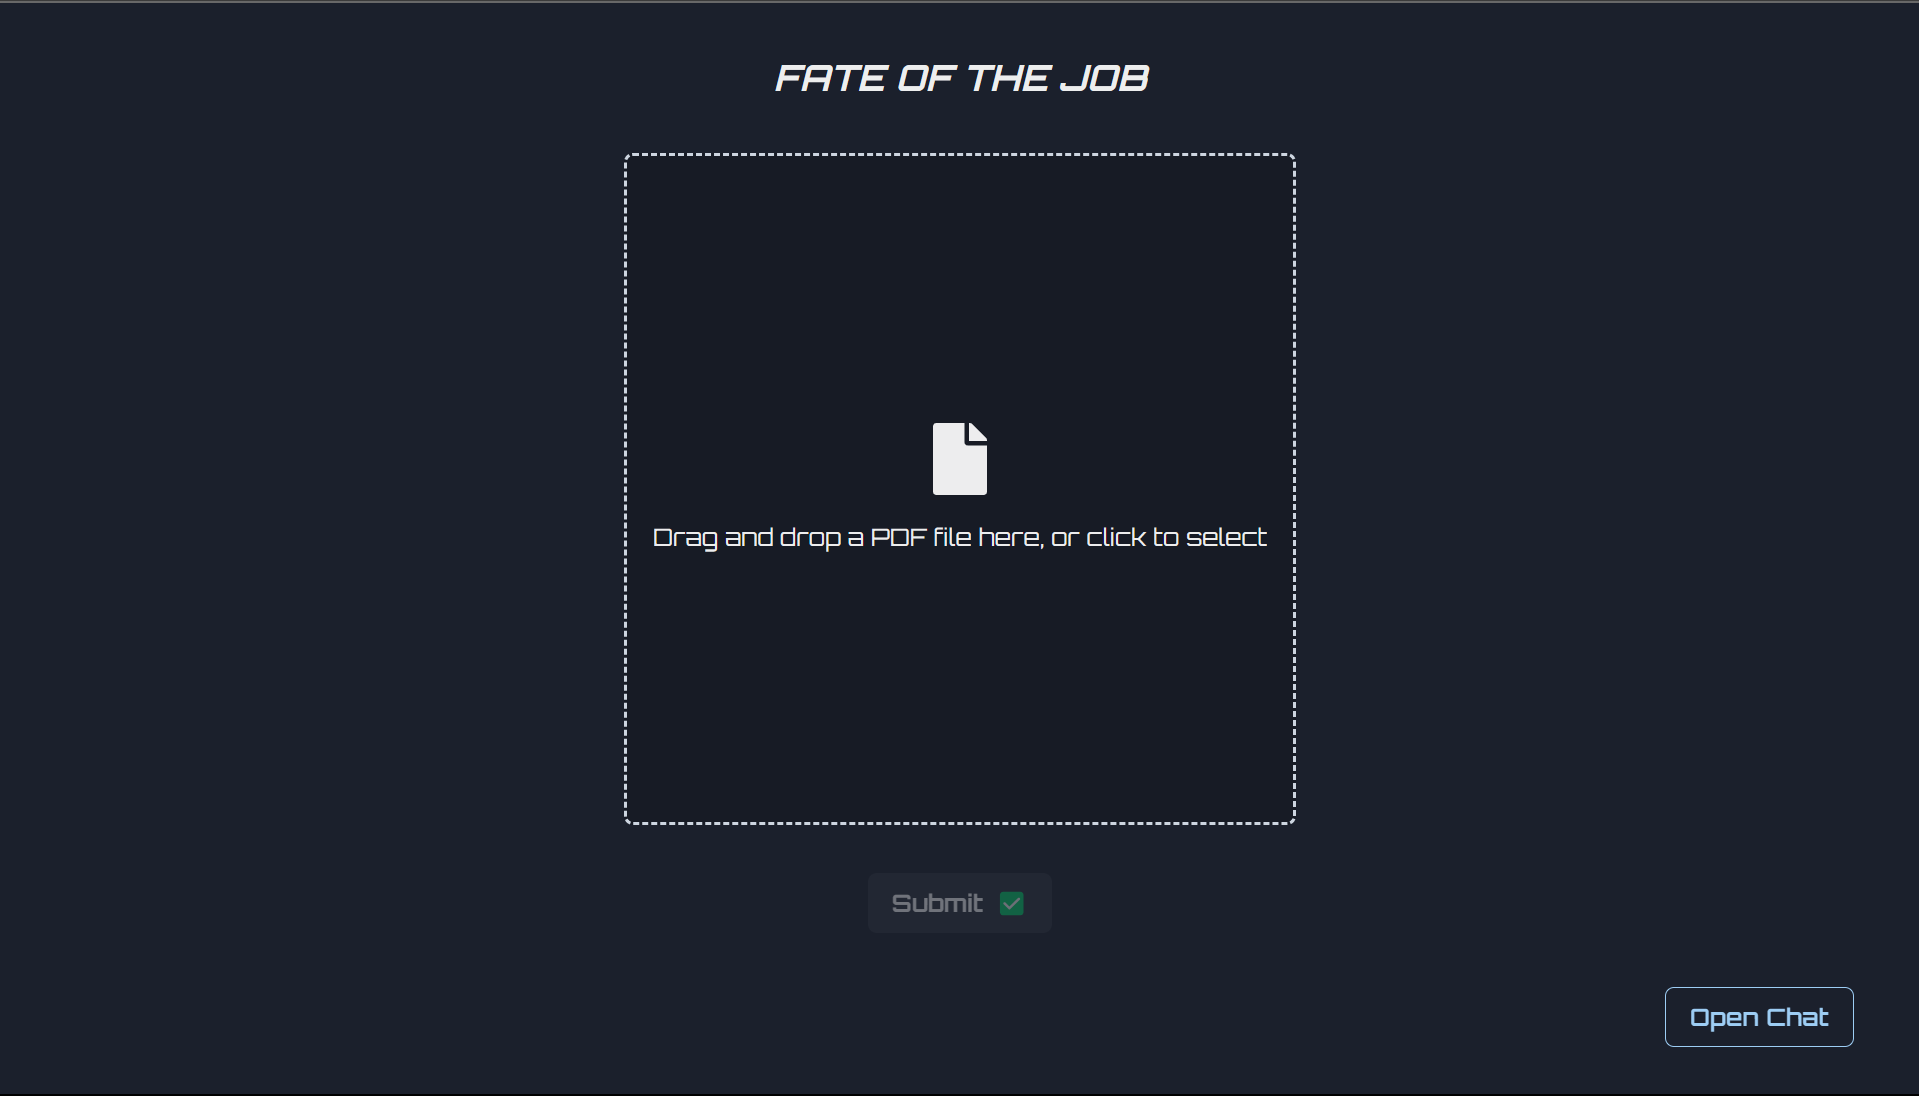 FATE OF THE JOB
Drag and drop a PDF file here, or click to select
Submit
Open Chat